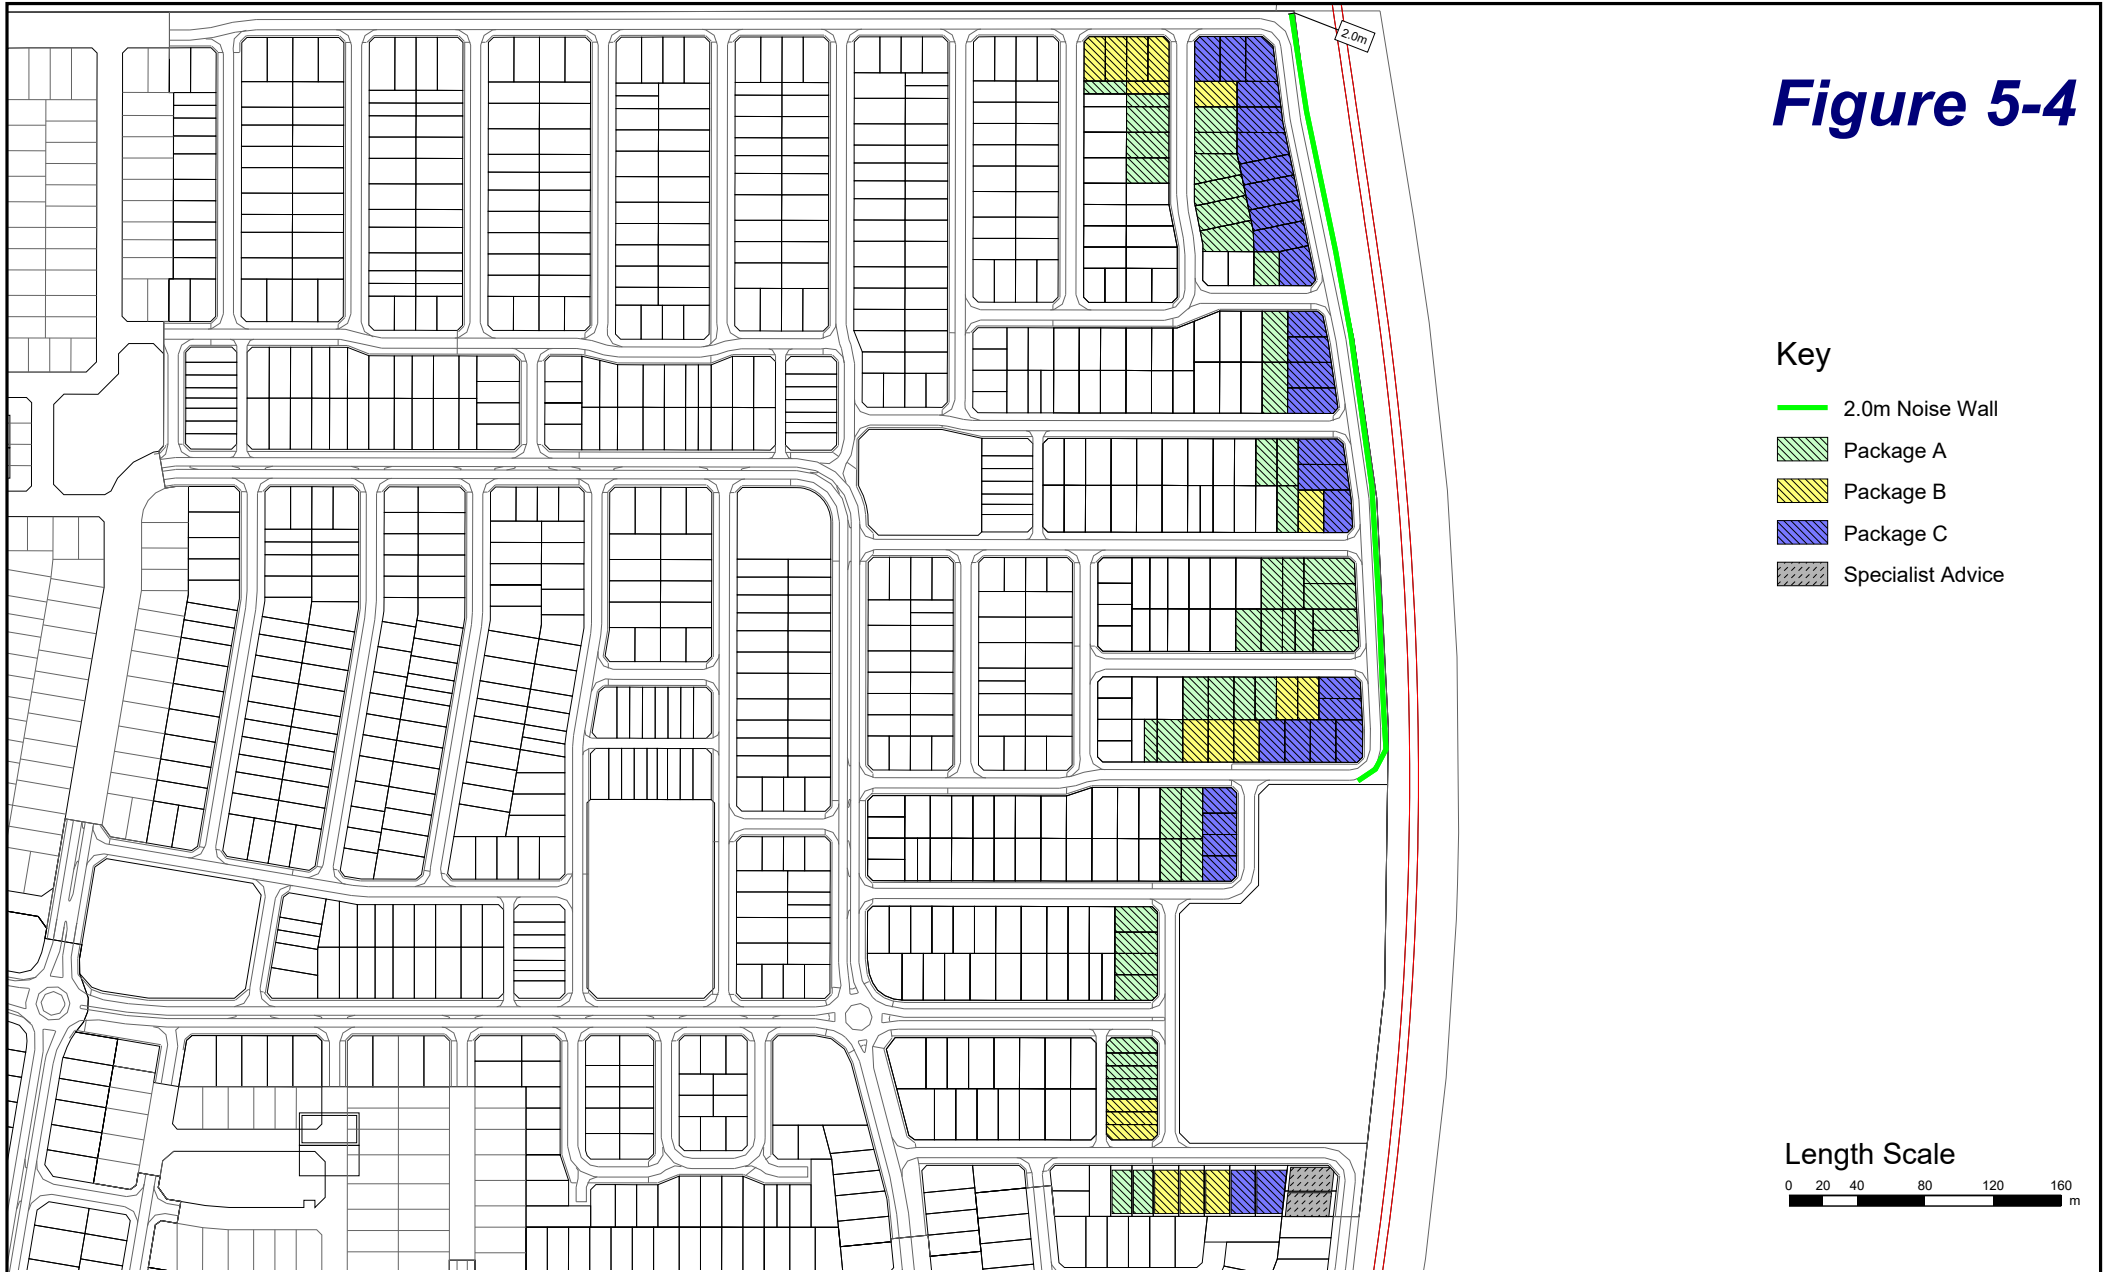 2.0m
Figure 5-4
Key
2.0m Noise Wall
Package A
Package B
Package C
Specialist Advice
Length Scale
0 20 40 80 120 160
m